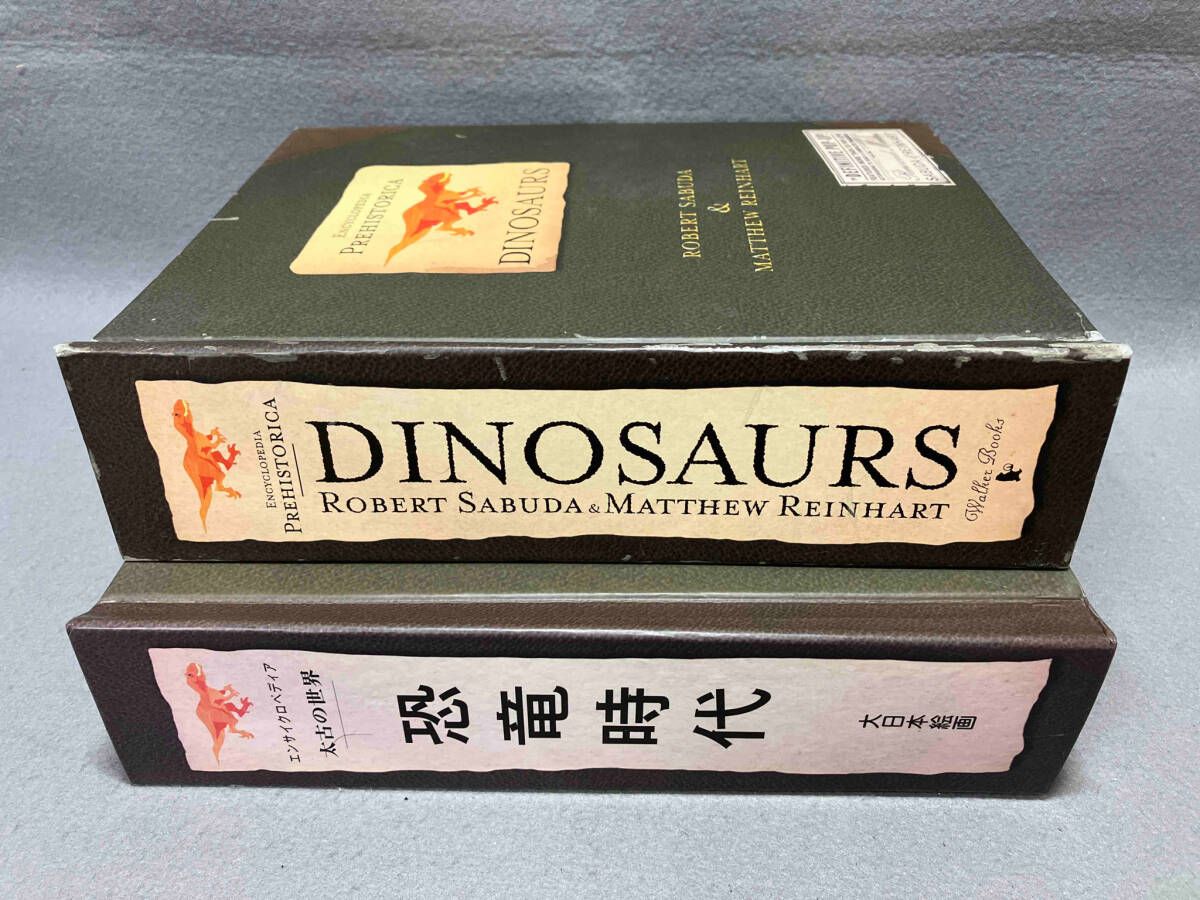 ENCYCLOPEDIA
PREHISTORICA
DINOSAURS
ROBERT SABUDA
&
MATTHEW REINHART
ENCYCLOPEDIA
PREHISTORICA
DINOSAURS
ROBERT SABUDA & MATTHEW REINHART
Walker Books
エンサイクロペディア
太古の世界
恐竜時代
大日本絵画